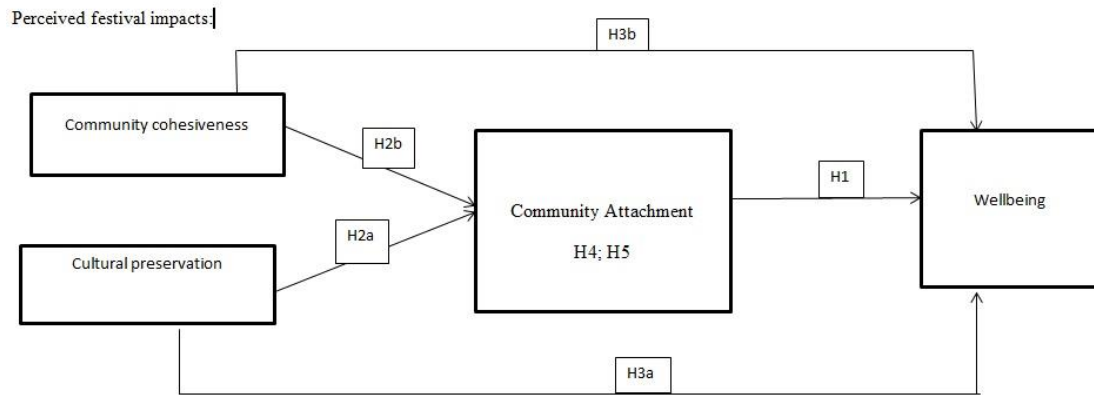 Perceived festival impacts:
H3b
Community cohesiveness
H2b
H1
Community Attachment
H4; H5
Wellbeing
H2a
Cultural preservation
H3a